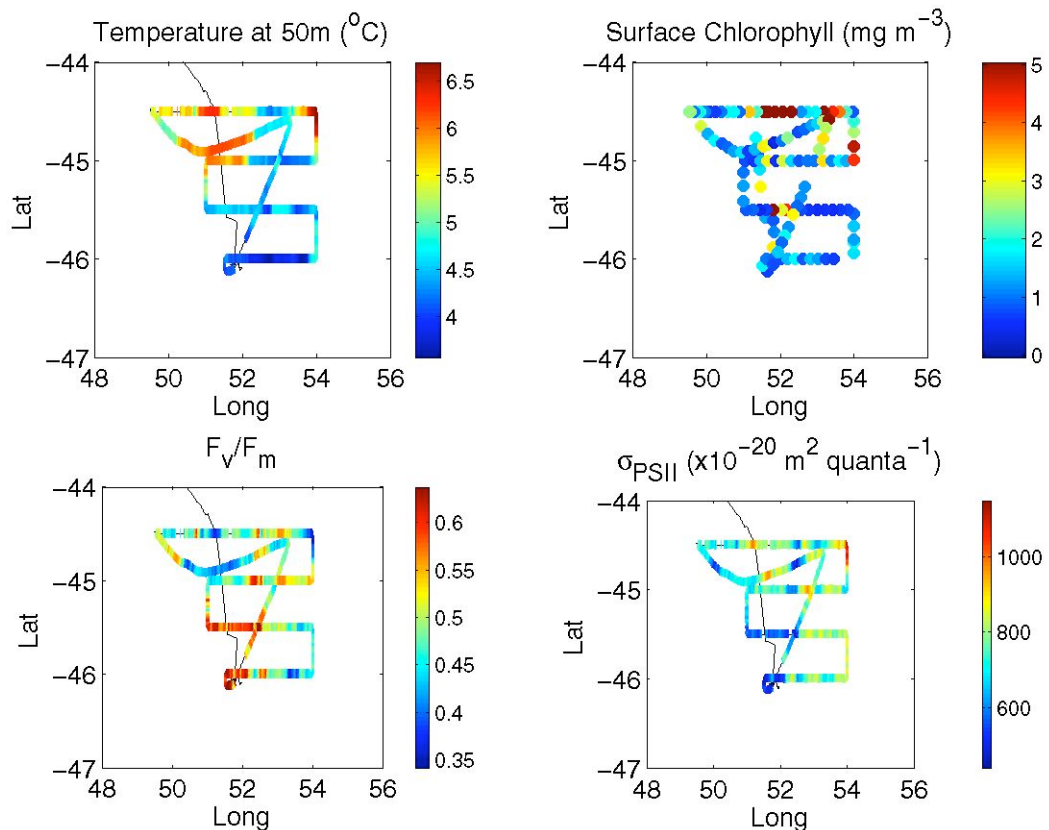 Temperature at 50m (°C)
−44
−45
−46
−47
Lat
48 50 52 54 56
Long
6.5
6
5.5
5
4.5
4
Surface Chlorophyll (mg m⁻³)
−44
−45
−46
−47
Lat
48 50 52 54 56
Long
5
4
3
2
1
0
Fᵥ/Fₘ
−44
−45
−46
−47
Lat
48 50 52 54 56
Long
0.6
0.55
0.5
0.45
0.4
0.35
σ_PSII (x10⁻²⁰ m² quanta⁻¹)
−44
−45
−46
−47
Lat
48 50 52 54 56
Long
1000
800
600